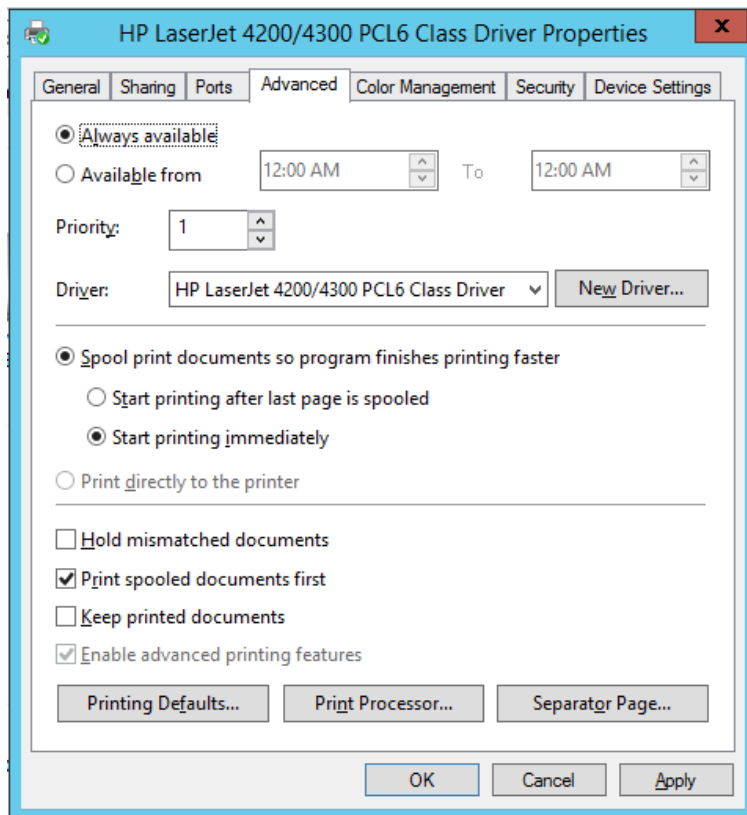 HP LaserJet 4200/4300 PCL6 Class Driver Properties x
General Sharing Ports Advanced Color Management Security Device Settings
Always available
Available from 12:00 AM To 12:00 AM
Priority: 1
Driver: HP LaserJet 4200/4300 PCL6 Class Driver New Driver...
Spool print documents so program finishes printing faster
Start printing after last page is spooled
Start printing immediately
Print directly to the printer
Hold mismatched documents
Print spooled documents first
Keep printed documents
Enable advanced printing features
Printing Defaults... Print Processor... Separator Page...
OK Cancel Apply